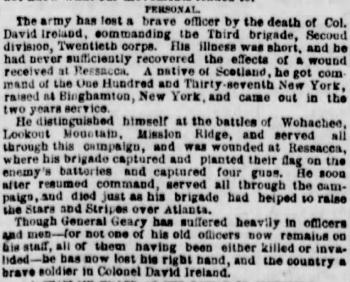 PERSONAL.
The army has lost a brave officer by the death of Col.
David Ireland, commanding the Third brigade, Second
division, Twentieth corps. His illness was short, and he
had never sufficiently recovered the effects of a wound
received at Ressacca. A native of Scotland, he got com-
mand of the One Hundred and Thirty-seventh New York,
raised at Binghamton, New York, and came out in the
two years service.
He distinguished himself at the battles of Wohachee,
Lookout Mountain, Mission Ridge, and served all
through this campaign, and was wounded at Ressacca,
where his brigade captured and planted their flag on the
enemy's batteries and captured four guns. He soon
after resumed command, served all through the cam-
paign, and died just as his brigade had helped to raise
the Stars and Stripes over Atlanta.
Though General Geary has suffered heavily in officers
and men—for not one of his old officers now remains on
his staff, all of them having been either killed or inva-
lided—he has now lost his right hand, and the country a
brave soldier in Colonel David Ireland.